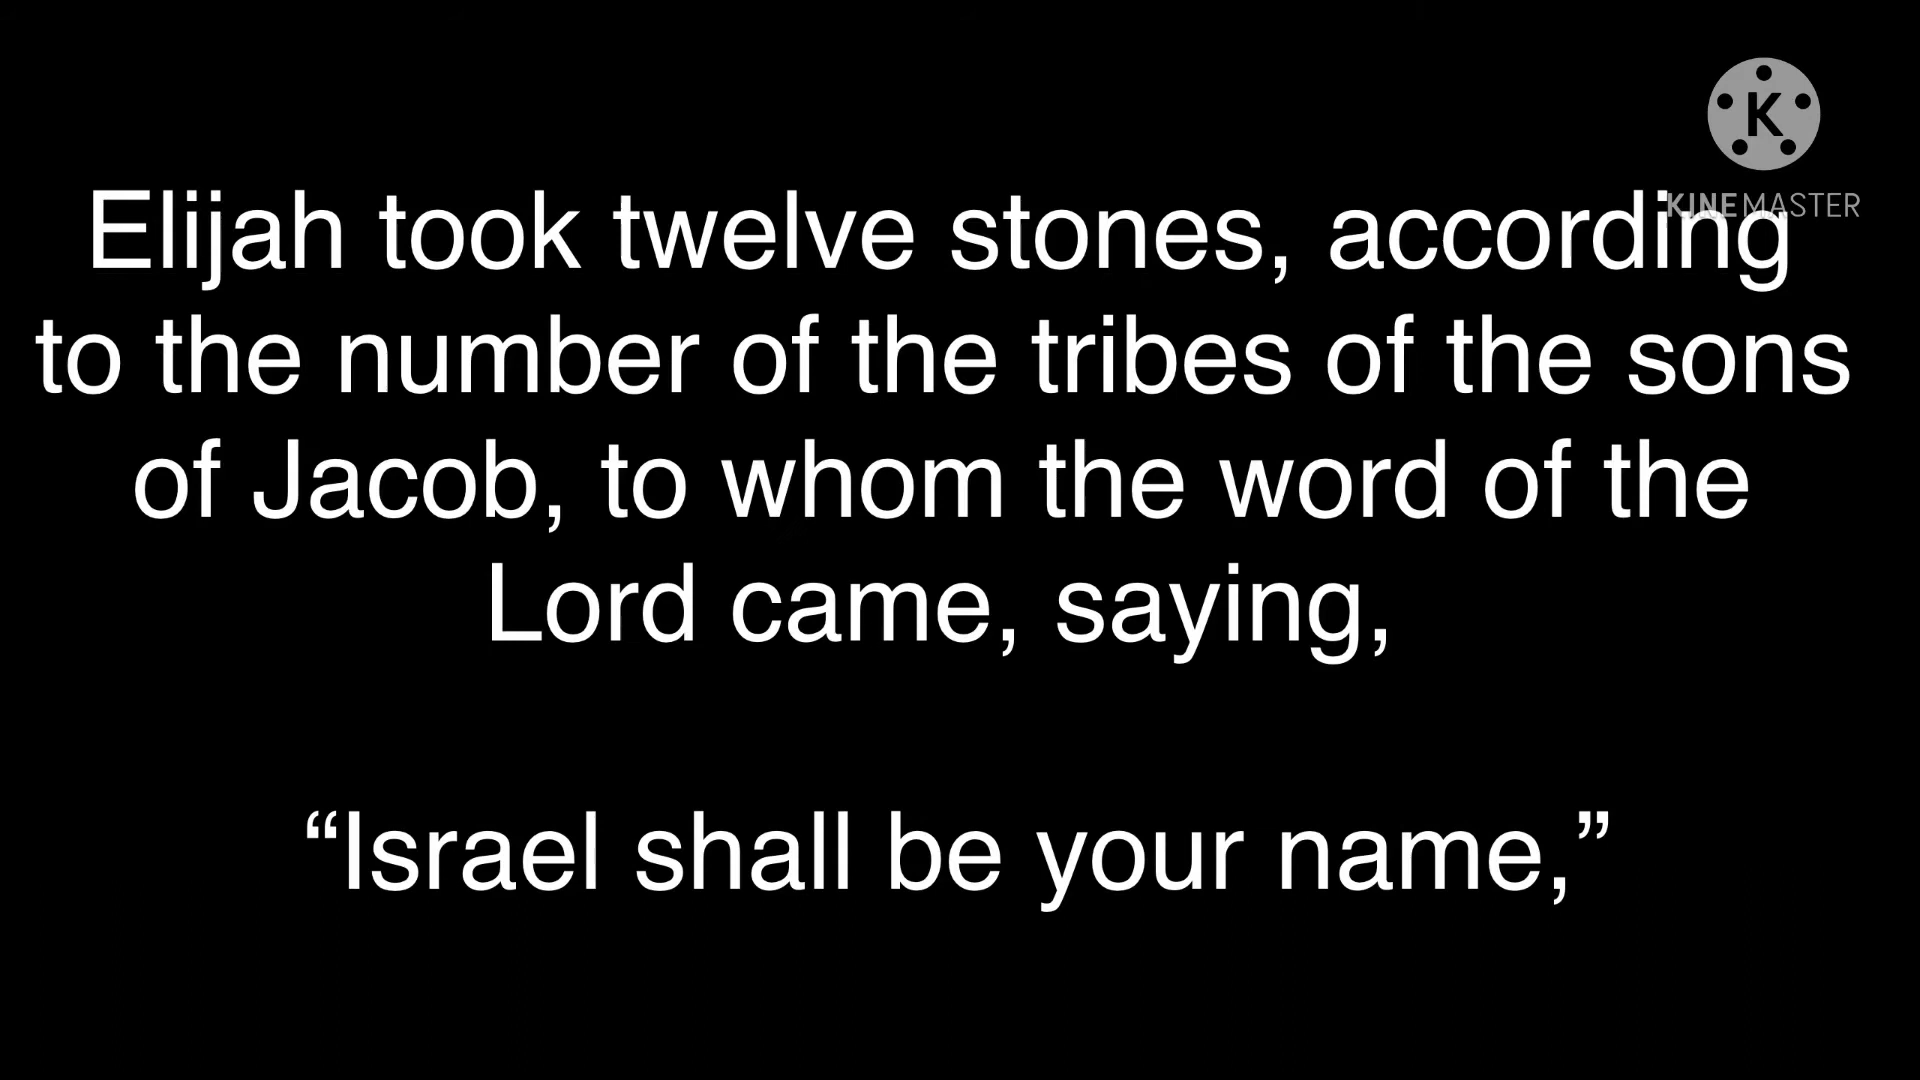 K
KINEMASTER
Elijah took twelve stones, according
to the number of the tribes of the sons
of Jacob, to whom the word of the
Lord came, saying,
“Israel shall be your name,”